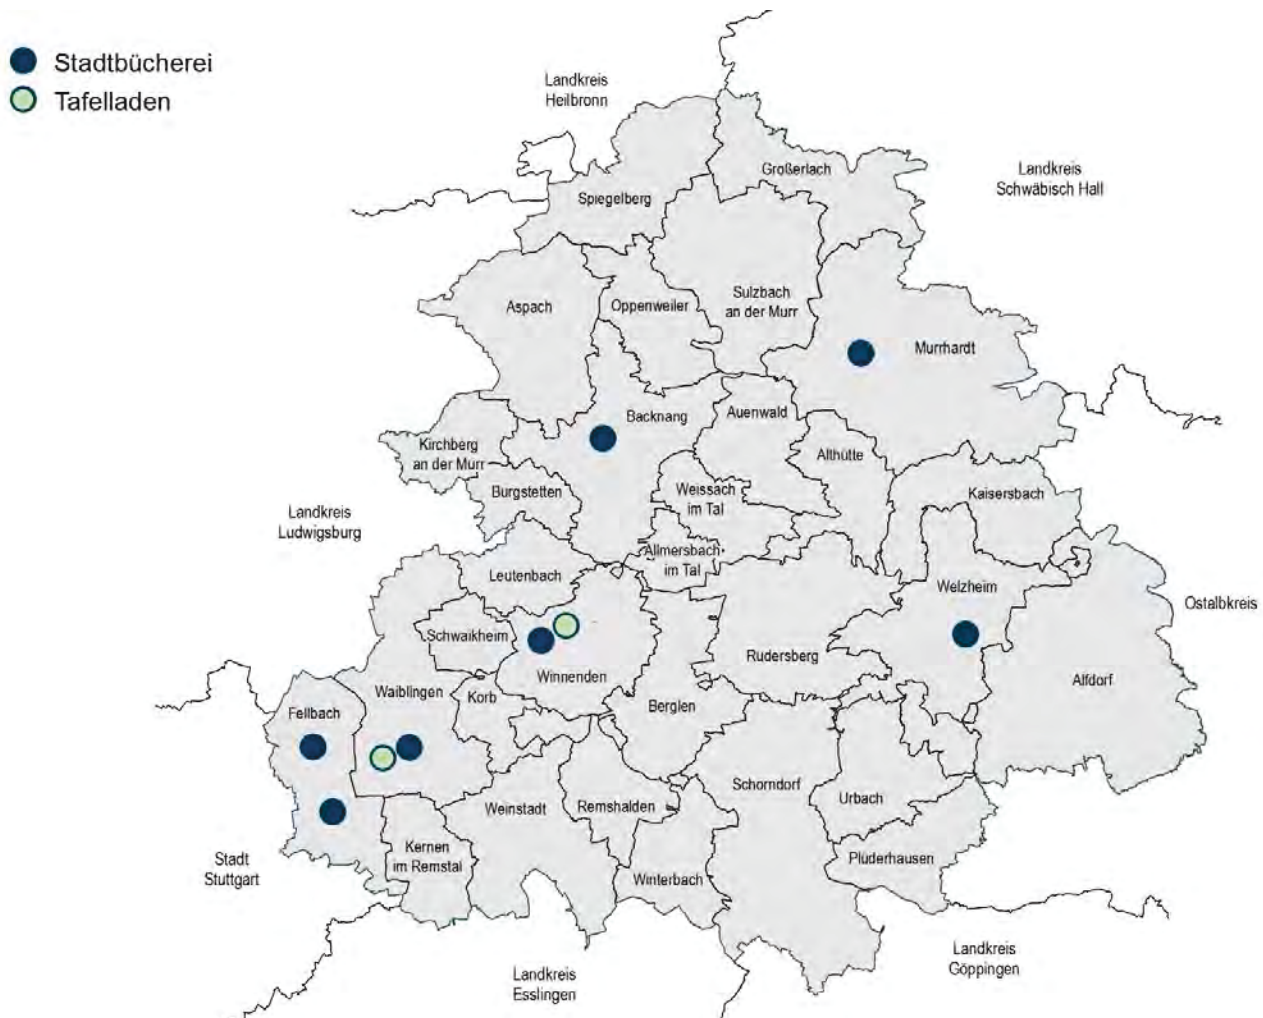 Stadtbücherei
Tafelladen
Landkreis
Heilbronn
Landkreis
Schwäbisch Hall
Großerlach
Spiegelberg
Sulzbach
an der Murr
Aspach
Oppenweiler
Murrhardt
Backnang
Auenwald
Althütte
Kirchberg
an der Murr
Burgstetten
Weissach
im Tal
Kaisersbach
Landkreis
Ludwigsburg
Allmersbach
im Tal
Leutenbach
Welzheim
Ostalbkreis
Schwaikheim
Winnenden
Rudersberg
Alfdorf
Waiblingen
Korb
Berglen
Fellbach
Schorndorf
Urbach
Weinstadt
Remshalden
Kernen
im Remstal
Plüderhausen
Winterbach
Stadt
Stuttgart
Landkreis
Göppingen
Landkreis
Esslingen